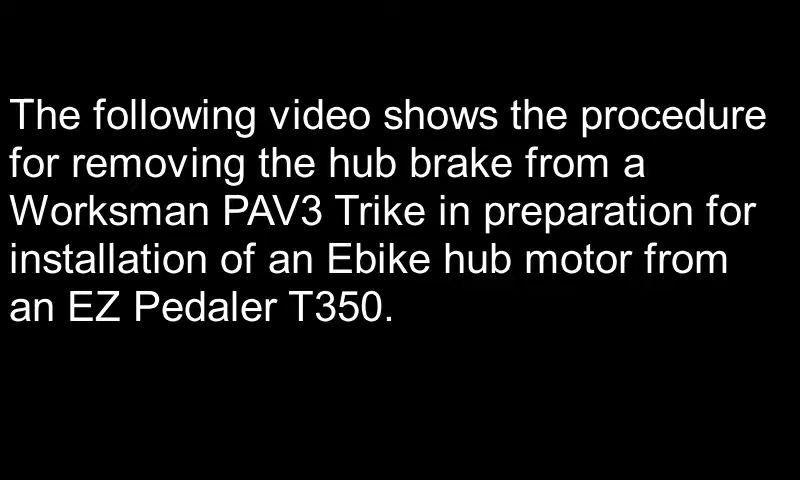 The following video shows the procedure
for removing the hub brake from a
Worksman PAV3 Trike in preparation for
installation of an Ebike hub motor from
an EZ Pedaler T350.